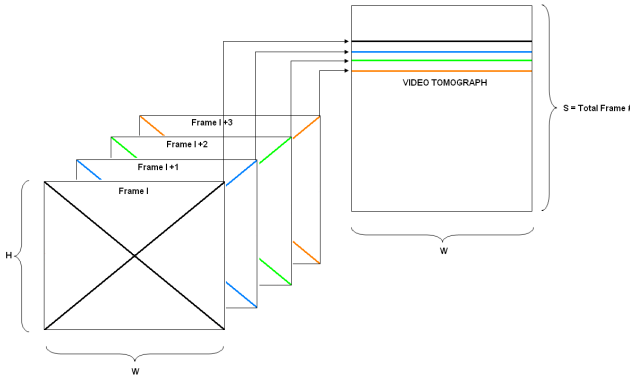 VIDEO TOMOGRAPH
S = Total Frame #
W
Frame I +3
Frame I +2
Frame I +1
Frame I
H
W